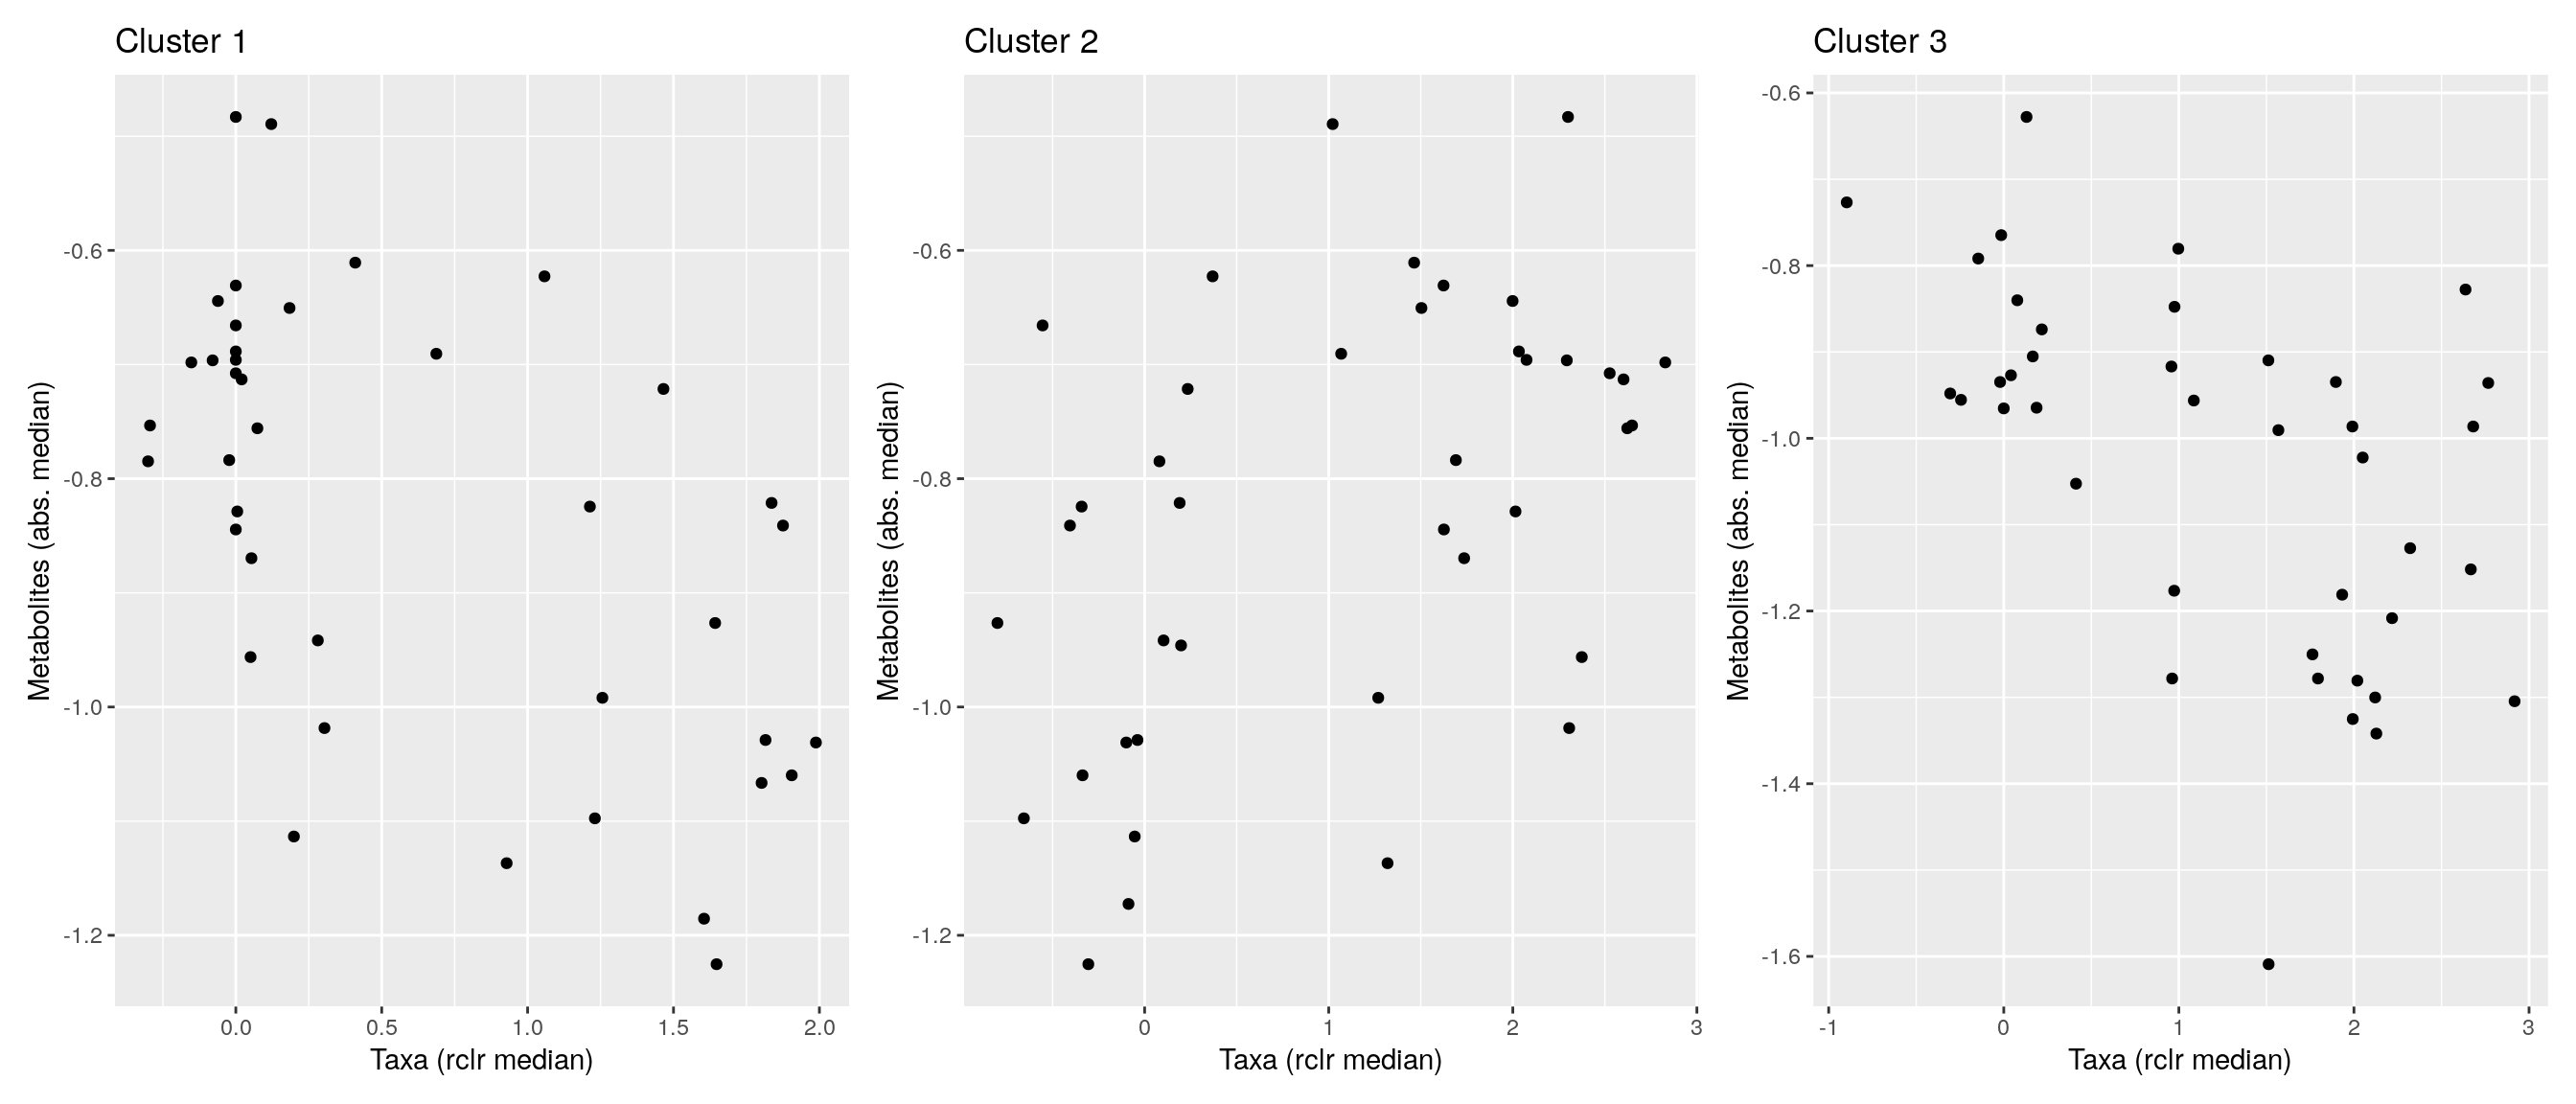 Cluster 1
Metabolites (abs. median)
-0.6
-0.8
-1.0
-1.2
0.0 0.5 1.0 1.5 2.0
Taxa (rclr median)
Cluster 2
Metabolites (abs. median)
-0.6
-0.8
-1.0
-1.2
0 1 2 3
Taxa (rclr median)
Cluster 3
Metabolites (abs. median)
-0.6
-0.8
-1.0
-1.2
-1.4
-1.6
-1 0 1 2 3
Taxa (rclr median)